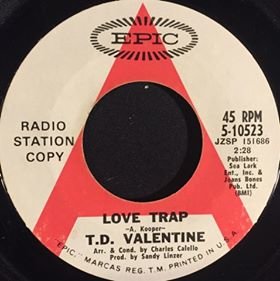 EPIC
RADIO
STATION
COPY
45 RPM
5-10523
JZSP 151686
2:28
Publisher:
Sea Lark
Ent., Inc. &
Joans Bones
Pub. Ltd.
(BMI)
LOVE TRAP
-A. Kooper-
T.D. VALENTINE
Arr. & Cond. by Charles Calello
Prod. by Sandy Linzer
"EPIC," MARCAS REG. T.M. PRINTED IN U.S.A.